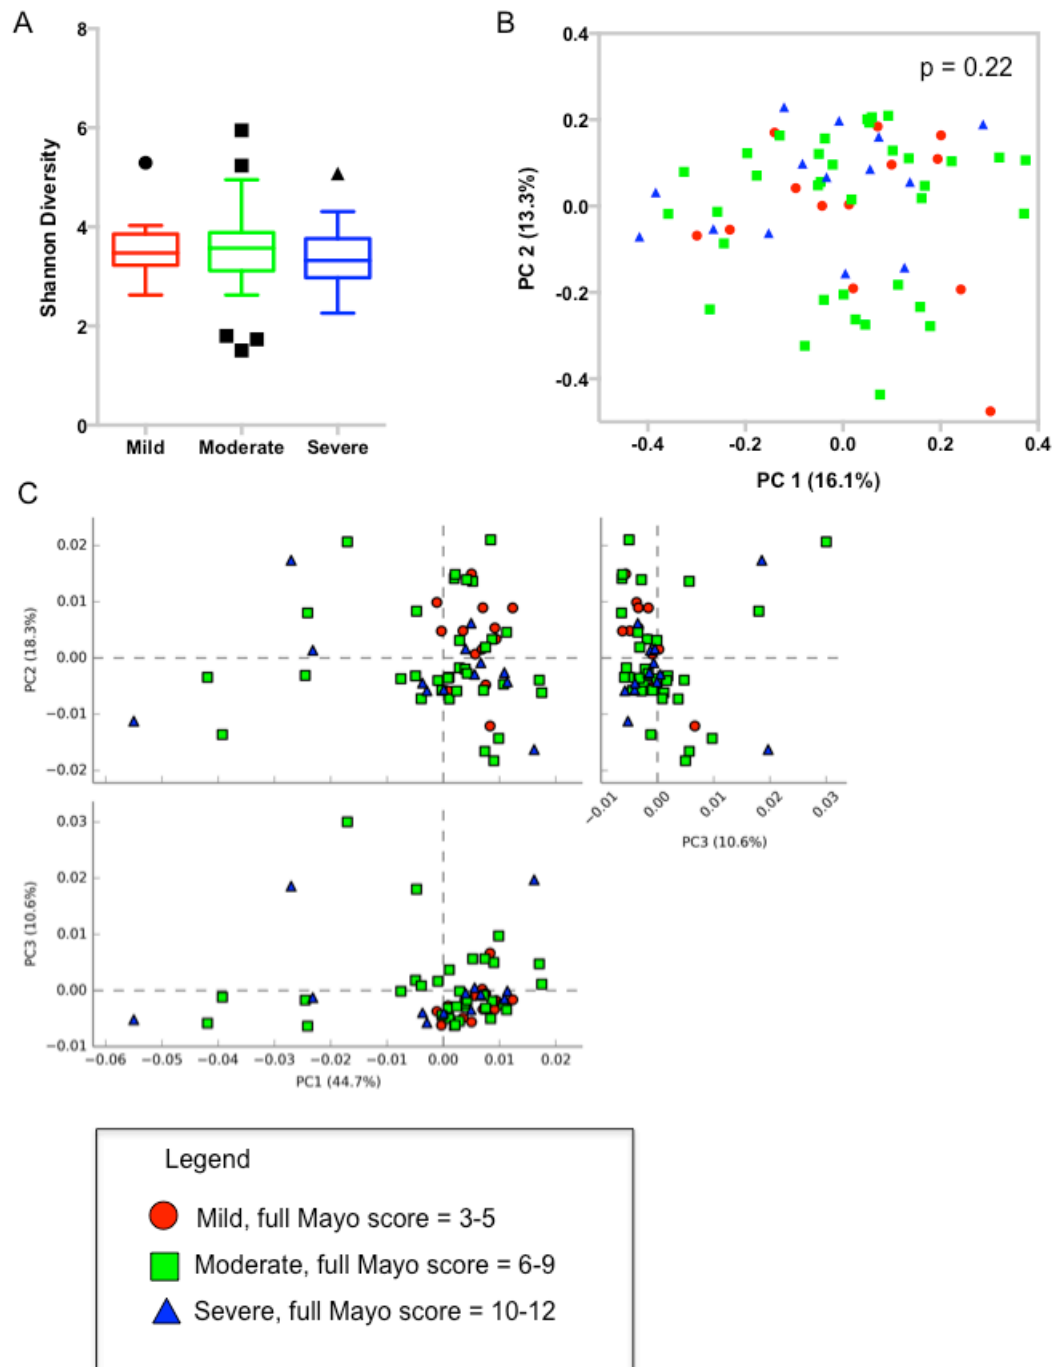 A
8
6
4
2
0
Shannon Diversity
Mild Moderate Severe
B
0.4
0.2
0.0
-0.2
-0.4
PC 2 (13.3%)
p = 0.22
-0.4 -0.2 0.0 0.2 0.4
PC 1 (16.1%)
C
0.02
0.01
0.00
−0.01
−0.02
PC2 (18.3%)
−0.01 0.00 0.01 0.02 0.03
PC3 (10.6%)
0.03
0.02
0.01
0.00
−0.01
PC3 (10.6%)
−0.06 −0.05 −0.04 −0.03 −0.02 −0.01 0.00 0.01 0.02
PC1 (44.7%)
Legend
Mild, full Mayo score = 3-5
Moderate, full Mayo score = 6-9
Severe, full Mayo score = 10-12